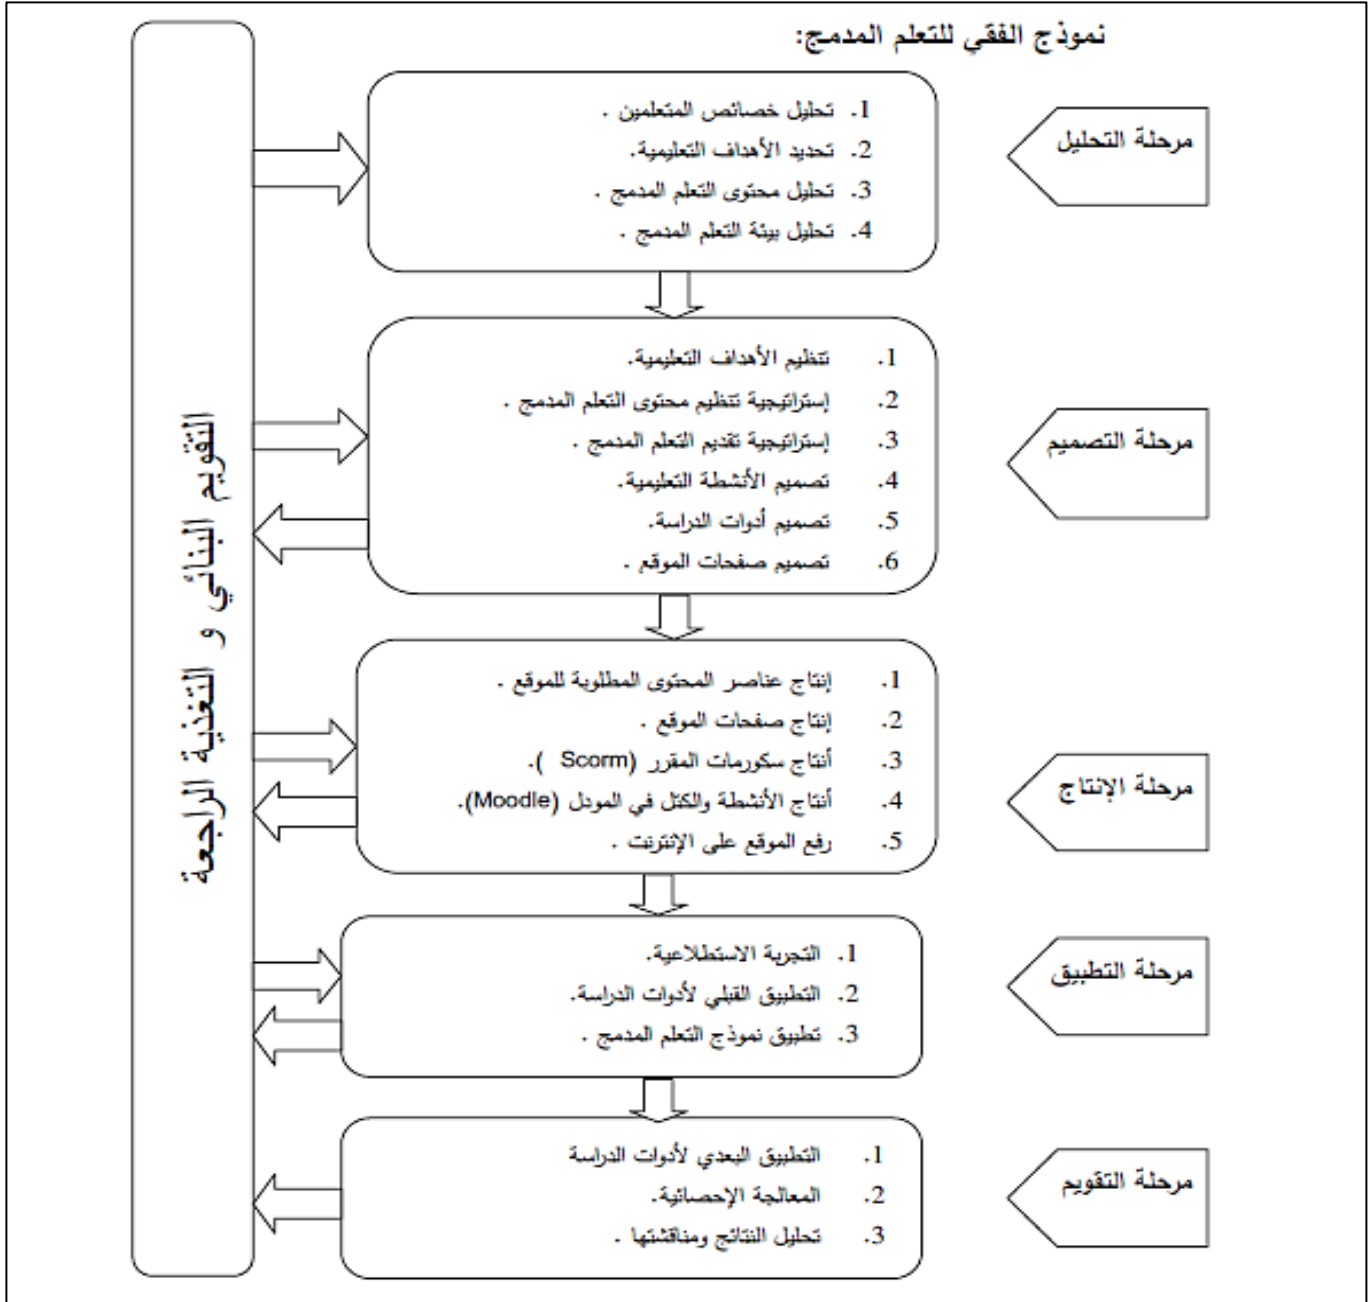 نموذج الفقي للتعلم المدمج:
مرحلة التحليل
1. تحليل خصائص المتعلمين .
2. تحديد الأهداف التعليمية.
3. تحليل محتوى التعلم المدمج .
4. تحليل بيئة التعلم المدمج .
مرحلة التصميم
1. تنظيم الأهداف التعليمية.
2. إستراتيجية تنظيم محتوى التعلم المدمج .
3. إستراتيجية تقديم التعلم المدمج .
4. تصميم الأنشطة التعليمية.
5. تصميم أدوات الدراسة.
6. تصميم صفحات الموقع .
مرحلة الإنتاج
1. إنتاج عناصر المحتوى المطلوبة للموقع .
2. إنتاج صفحات الموقع .
3. أنتاج سكورمات المقرر (Scorm ).
4. أنتاج الأنشطة والكتل في المودل (Moodle).
5. رفع الموقع على الإنترنت .
مرحلة التطبيق
1. التجربة الاستطلاعية.
2. التطبيق القبلي لأدوات الدراسة.
3. تطبيق نموذج التعلم المدمج .
مرحلة التقويم
1. التطبيق البعدي لأدوات الدراسة
2. المعالجة الإحصائية.
3. تحليل النتائج ومناقشتها .
التقويم البنائي و التغذية الراجعة